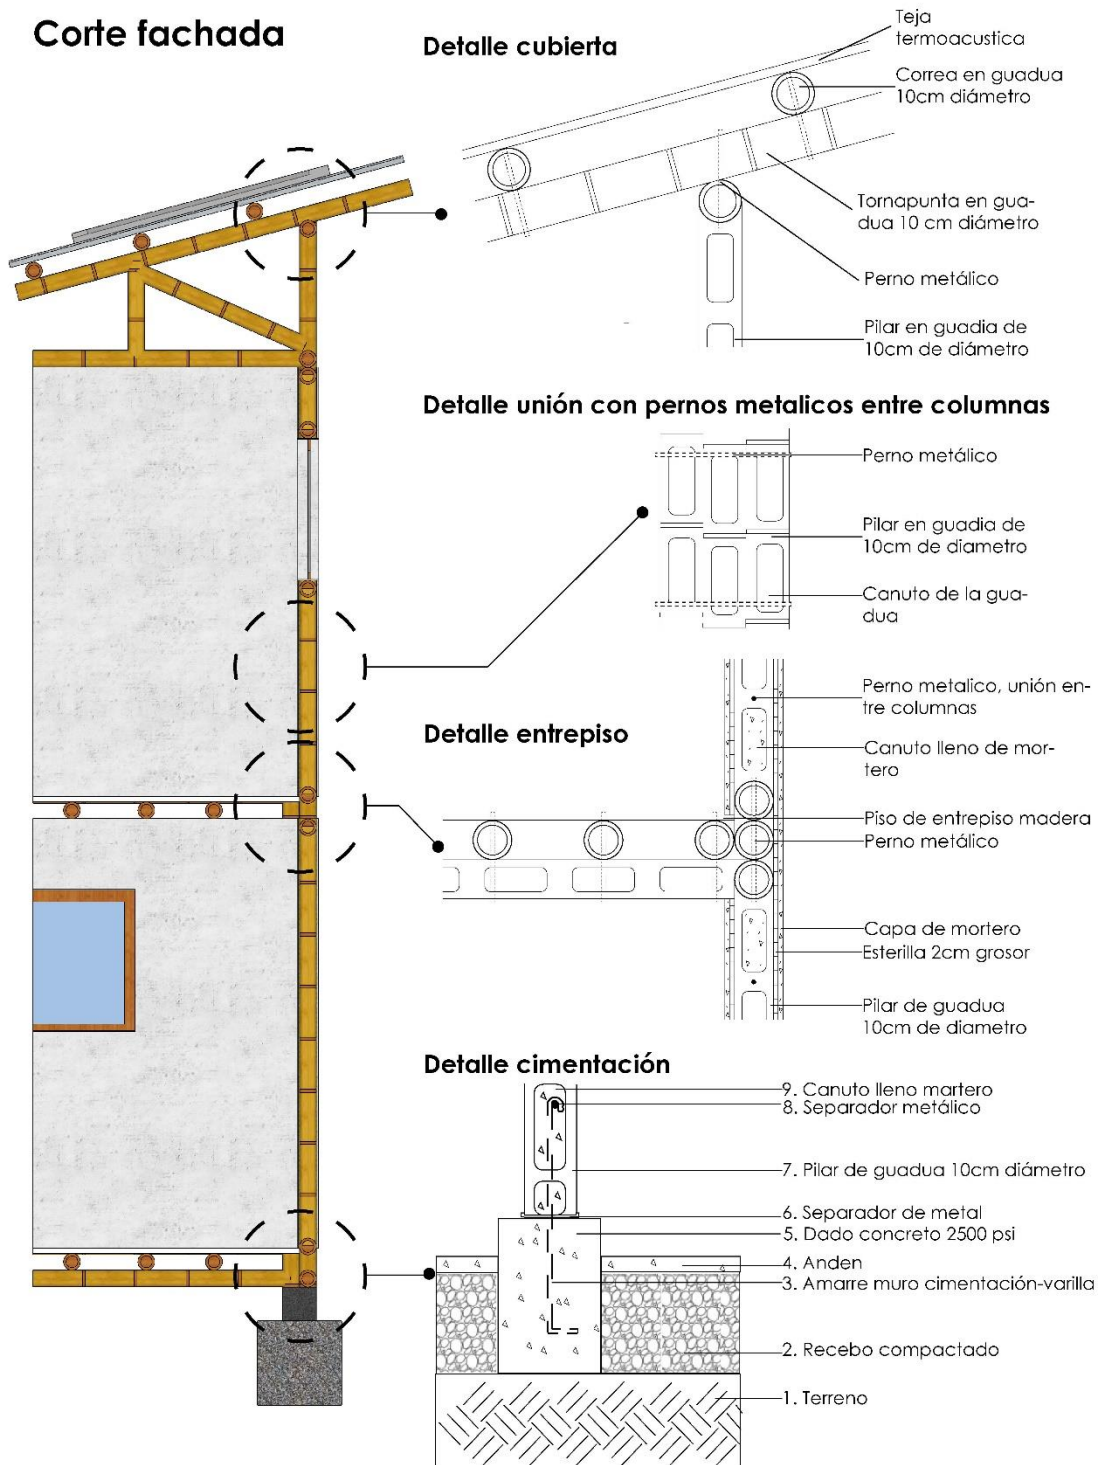 Corte fachada
Detalle cubierta
Teja
termoacustica
Correa en guadua
10cm diámetro
Tornapunta en gua-
dua 10 cm diámetro
Perno metálico
Pilar en guadia de
10cm de diámetro
Detalle unión con pernos metalicos entre columnas
Perno metálico
Pilar en guadia de
10cm de diametro
Canuto de la gua-
dua
Detalle entrepiso
Perno metalico, unión en-
tre columnas
Canuto lleno de mor-
tero
Piso de entrepiso madera
Perno metálico
Capa de mortero
Esterilla 2cm grosor
Pilar de guadua
10cm de diametro
Detalle cimentación
9. Canuto lleno martero
8. Separador metálico
7. Pilar de guadua 10cm diámetro
6. Separador de metal
5. Dado concreto 2500 psi
4. Anden
3. Amarre muro cimentación-varilla
2. Recebo compactado
1. Terreno